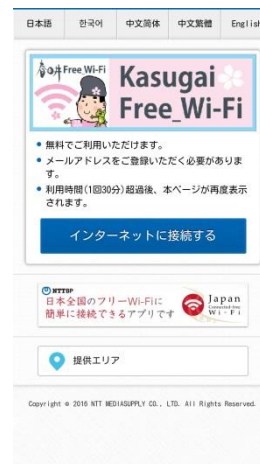 日本語 한국어 中文简体 中文繁體 English
春日井 Free_Wi-Fi
Kasugai
Free_Wi-Fi
無料でご利用いただけます。
メールアドレスをご登録いただく必要がありま
す。
利用時間(1回30分)超過後、本ページが再度表示
されます。
インターネットに接続する
NTTBP
日本全国のフリーWi-Fiに
簡単に接続できるアプリです
Japan
Connected-free
Wi-Fi
提供エリア
Copyright © 2016 NTT MEDIASUPPLY CO., LTD. All Rights Reserved.